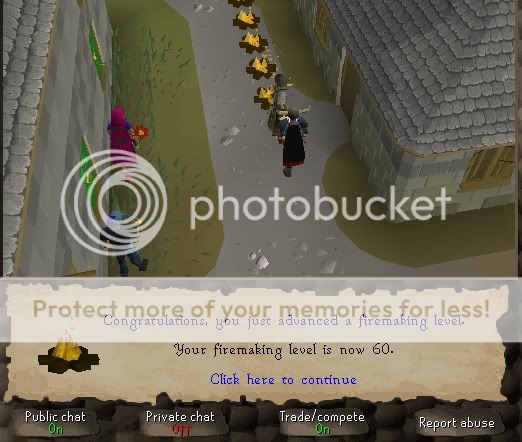 photobucket
Protect more of your memories for less!
Congratulations, you just advanced a firemaking level.
Your firemaking level is now 60.
Click here to continue
Public chat
On
Private chat
Off
Trade/compete
On
Report abuse